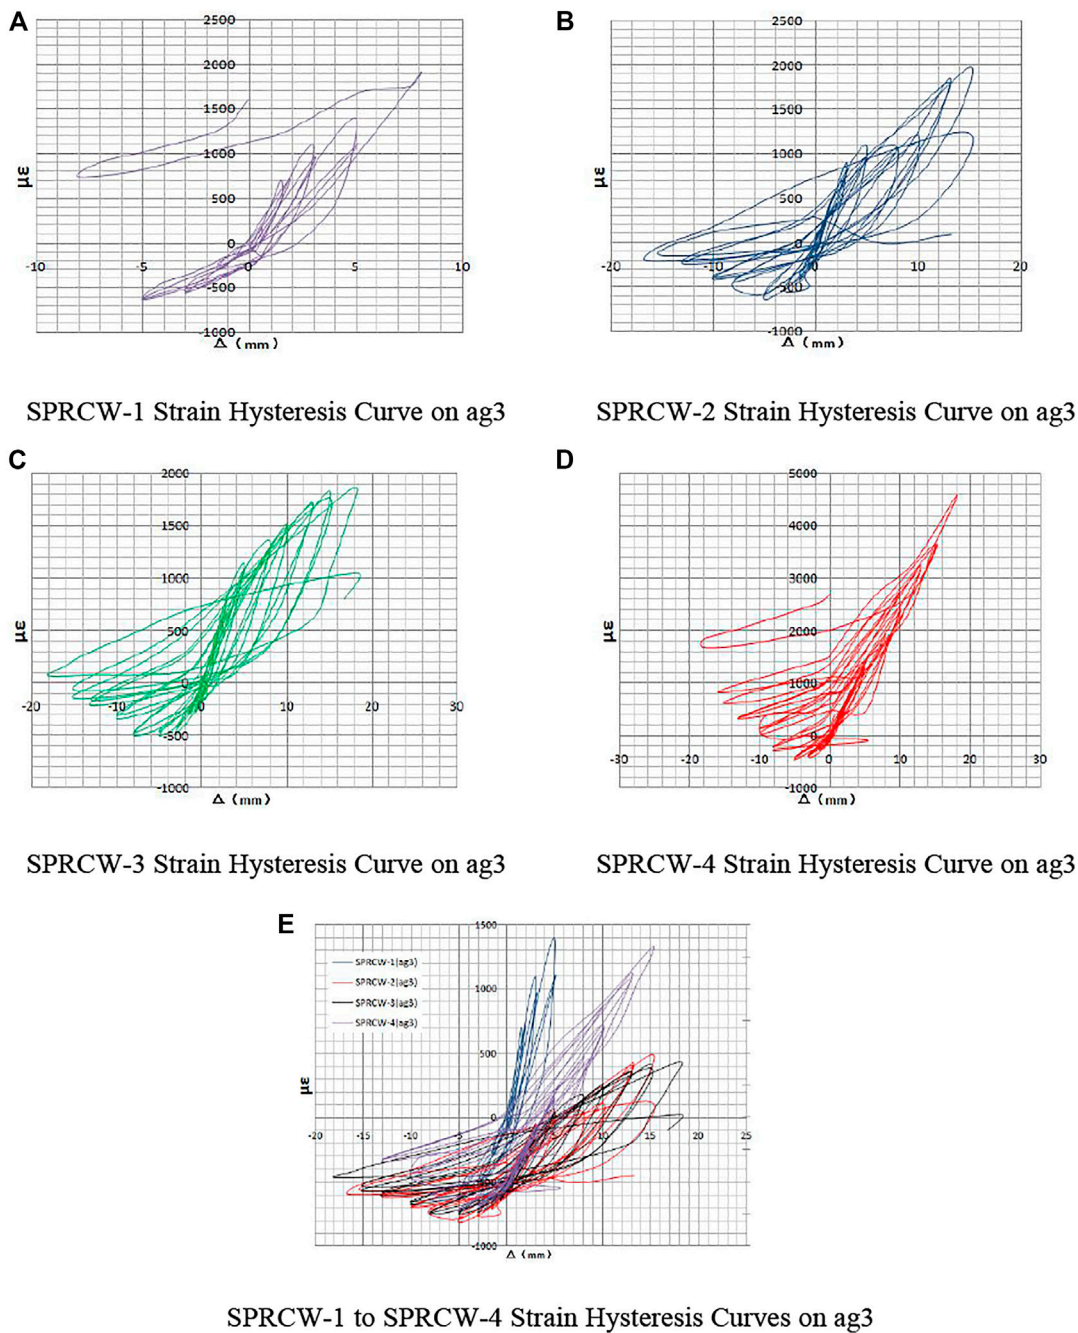 A
2500
2000
1500
1000
500
0
-500
-1000
-10
-5
0
5
10
με
Δ (mm)
SPRCW-1 Strain Hysteresis Curve on ag3
B
2500
2000
1500
1000
500
0
-500
-1000
-20
-10
0
10
20
με
Δ (mm)
SPRCW-2 Strain Hysteresis Curve on ag3
C
2000
1500
1000
500
0
-500
-1000
-20
-10
0
10
20
30
με
Δ (mm)
SPRCW-3 Strain Hysteresis Curve on ag3
D
5000
4000
3000
2000
1000
0
-1000
-30
-20
-10
0
10
20
30
με
Δ (mm)
SPRCW-4 Strain Hysteresis Curve on ag3
E
1500
1000
500
0
-500
-1000
-20
-15
-10
-5
10
15
20
25
SPRCW-1(ag3)
SPRCW-2(ag3)
SPRCW-3(ag3)
SPRCW-4(ag3)
με
Δ (mm)
SPRCW-1 to SPRCW-4 Strain Hysteresis Curves on ag3